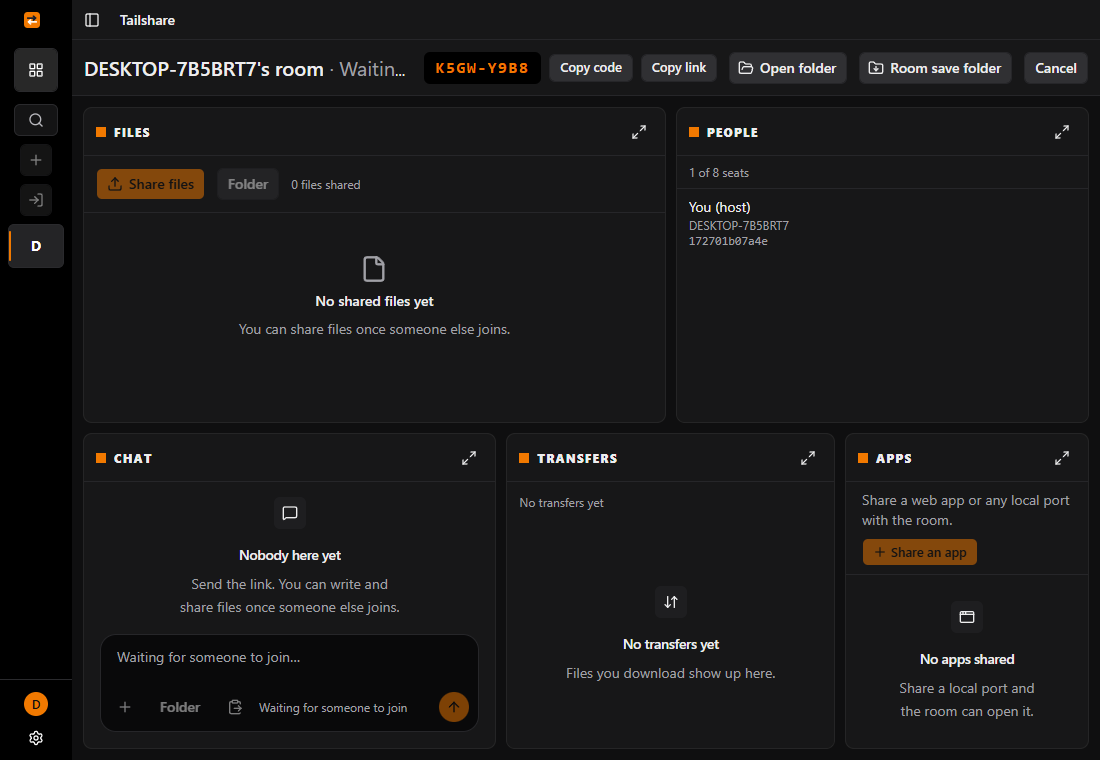 Tailshare
DESKTOP-7B5BRT7's room · Waitin...
K5GW-Y9B8
Copy code
Copy link
Open folder
Room save folder
Cancel
D
FILES
Share files
Folder
0 files shared
No shared files yet
You can share files once someone else joins.
PEOPLE
1 of 8 seats
You (host)
DESKTOP-7B5BRT7
172701b07a4e
CHAT
Nobody here yet
Send the link. You can write and
share files once someone else joins.
Waiting for someone to join...
Folder
Waiting for someone to join
TRANSFERS
No transfers yet
No transfers yet
Files you download show up here.
APPS
Share a web app or any local port
with the room.
Share an app
No apps shared
Share a local port and
the room can open it.
D